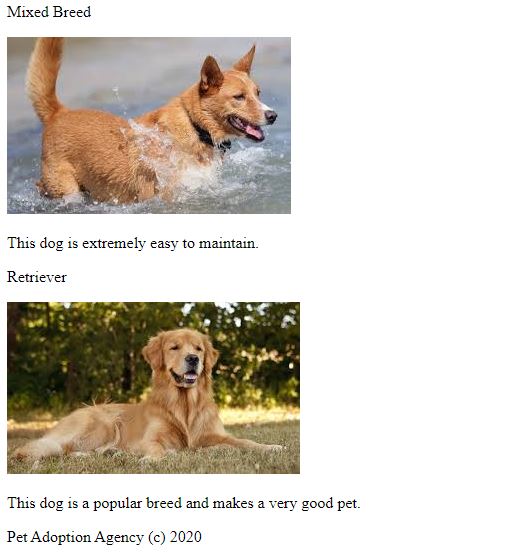 Mixed Breed
This dog is extremely easy to maintain.
Retriever
This dog is a popular breed and makes a very good pet.
Pet Adoption Agency (c) 2020